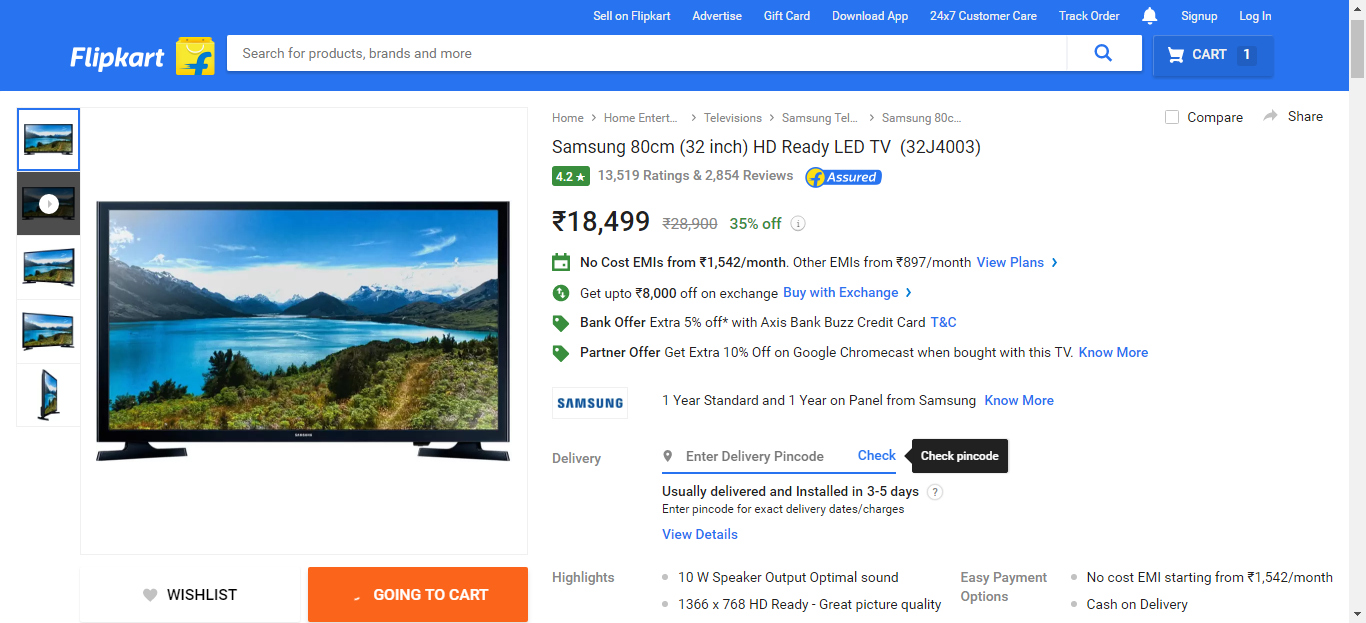 Sell on Flipkart Advertise Gift Card Download App 24x7 Customer Care Track Order Signup Log In
Flipkart
Search for products, brands and more
CART 1
Home > Home Entert... > Televisions > Samsung Tel... > Samsung 80c...
Compare Share
Samsung 80cm (32 inch) HD Ready LED TV (32J4003)
4.2 ★ 13,519 Ratings & 2,854 Reviews Assured
₹18,499 ₹28,900 35% off
No Cost EMIs from ₹1,542/month. Other EMIs from ₹897/month View Plans >
Get upto ₹8,000 off on exchange Buy with Exchange >
Bank Offer Extra 5% off* with Axis Bank Buzz Credit Card T&C
Partner Offer Get Extra 10% Off on Google Chromecast when bought with this TV. Know More
SAMSUNG 1 Year Standard and 1 Year on Panel from Samsung Know More
Delivery Enter Delivery Pincode Check Check pincode
Usually delivered and Installed in 3-5 days ?
Enter pincode for exact delivery dates/charges
View Details
WISHLIST
GOING TO CART
Highlights
10 W Speaker Output Optimal sound
1366 x 768 HD Ready - Great picture quality
Easy Payment
Options
No cost EMI starting from ₹1,542/month
Cash on Delivery
SAMSUNG